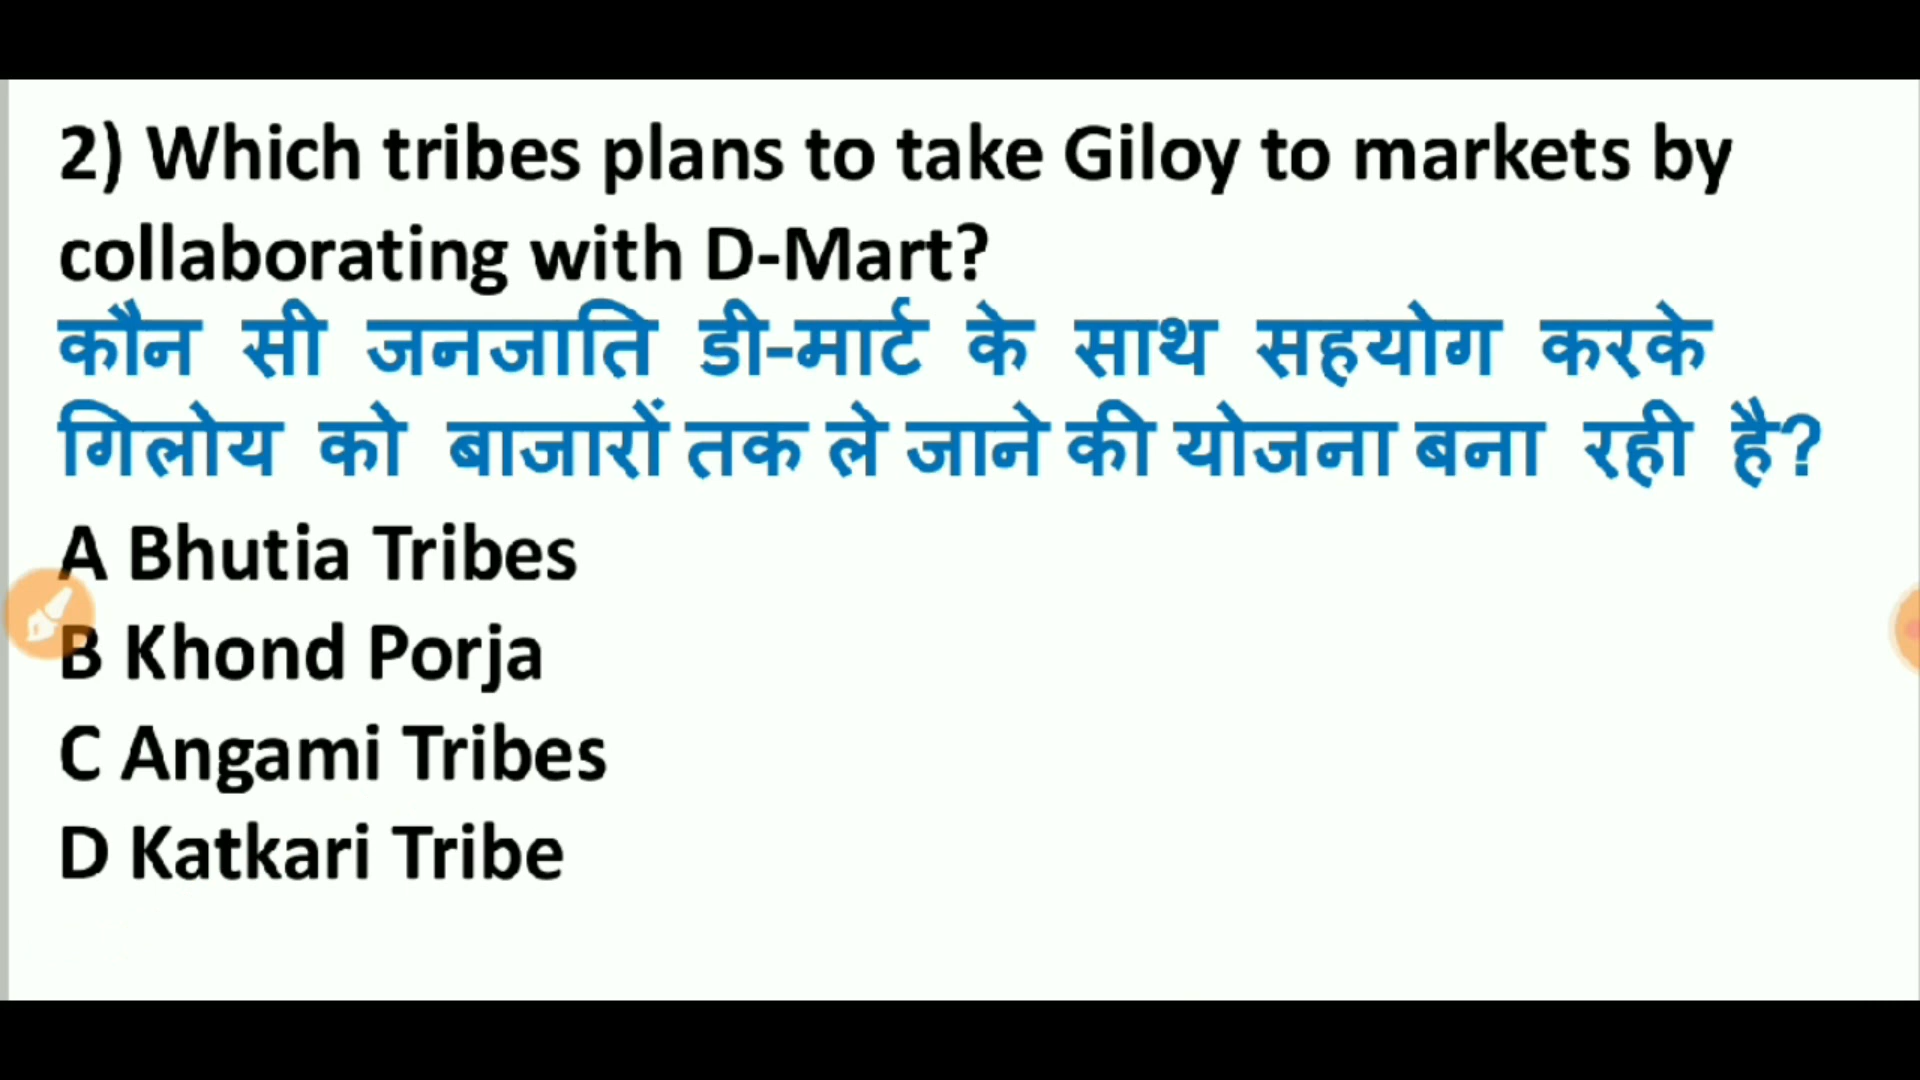 2) Which tribes plans to take Giloy to markets by
collaborating with D-Mart?
कौन सी जनजाति डी-मार्ट के साथ सहयोग करके
गिलोय को बाजारों तक ले जाने की योजना बना रही है?
A Bhutia Tribes
B Khond Porja
C Angami Tribes
D Katkari Tribe